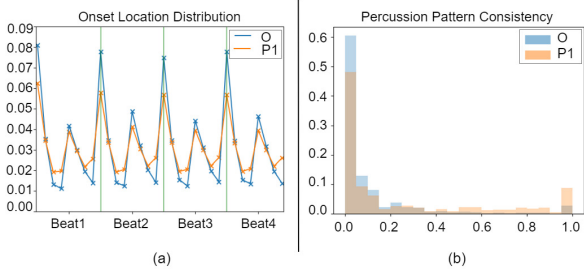 Onset Location Distribution
0.09
0.08
0.07
0.06
0.05
0.04
0.03
0.02
0.01
0.00
O
P1
Beat1 Beat2 Beat3 Beat4
(a)
Percussion Pattern Consistency
0.6
0.5
0.4
0.3
0.2
0.1
0.0
O
P1
0.0 0.2 0.4 0.6 0.8 1.0
(b)